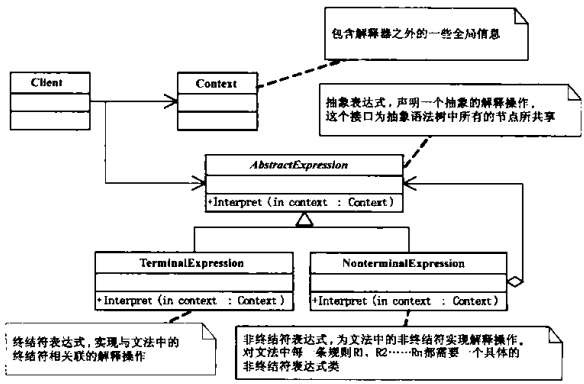 包含解释器之外的一些全局信息
Client
Context
抽象表达式，声明一个抽象的解释操作，
这个接口为抽象语法树中所有的节点所共享
AbstractExpression
+Interpret(in context : Context)
TerminalExpression
NonterminalExpression
+Interpret(in context : Context)
+Interpret(in context : Context)
终结符表达式，实现与文法中的
终结符相关联的解释操作
非终结符表达式，为文法中的非终结符实现解释操作。
对文法中每 条规则R1、R2……Rn都需要 个具体的
非终结符表达式类